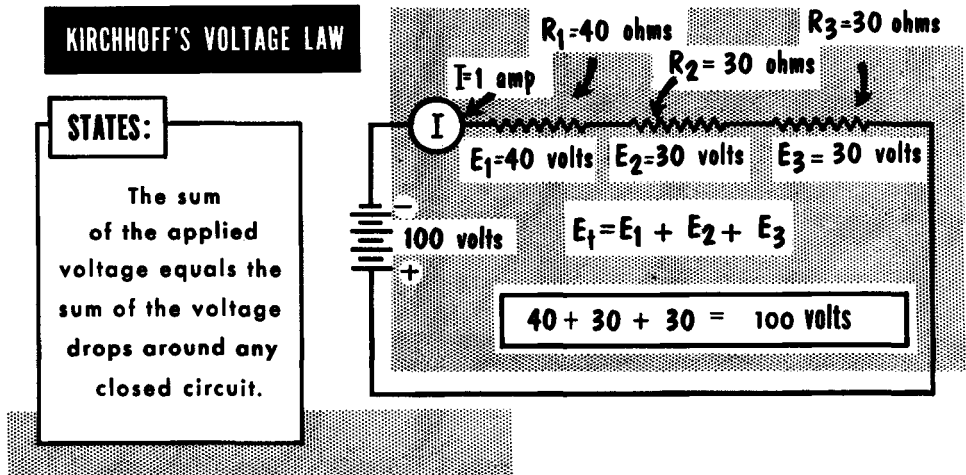 KIRCHHOFF'S VOLTAGE LAW
STATES:
The sum
of the applied
voltage equals the
sum of the voltage
drops around any
closed circuit.
R₁=40 ohms
R₃=30 ohms
R₂=30 ohms
I=1 amp
I
E₁=40 volts
E₂=30 volts
E₃=30 volts
−
100 volts
+
Eₜ=E₁ + E₂ + E₃
40 + 30 + 30 = 100 volts